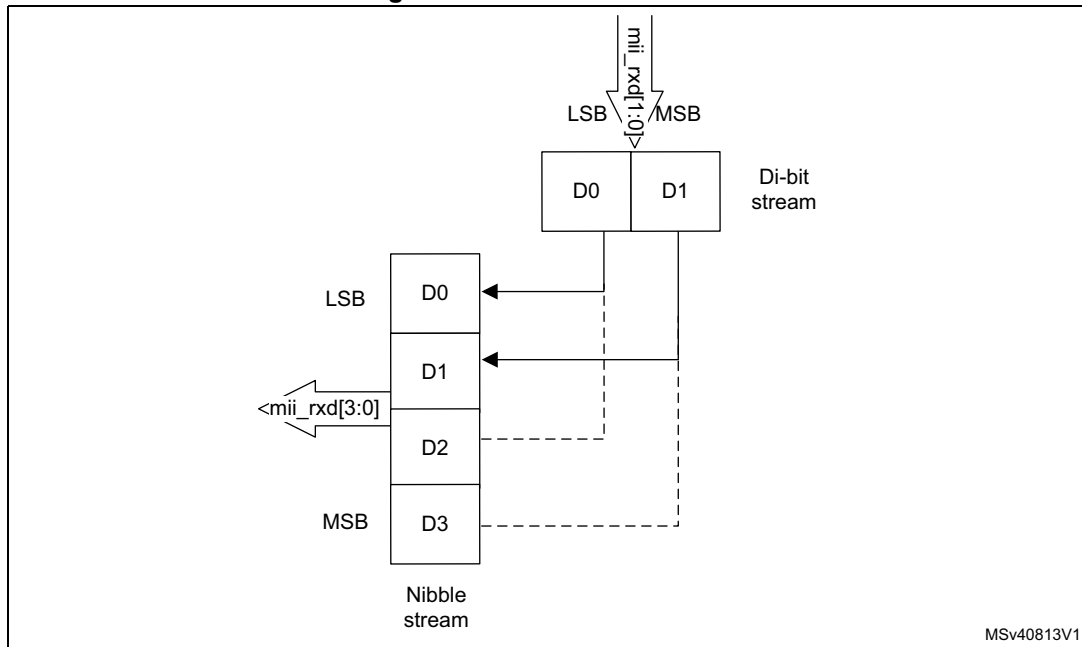 mii_rxd[1:0]>
LSB MSB
D0 D1
Di-bit
stream
LSB
D0
D1
<mii_rxd[3:0]
D2
MSB
D3
Nibble
stream
MSv40813V1